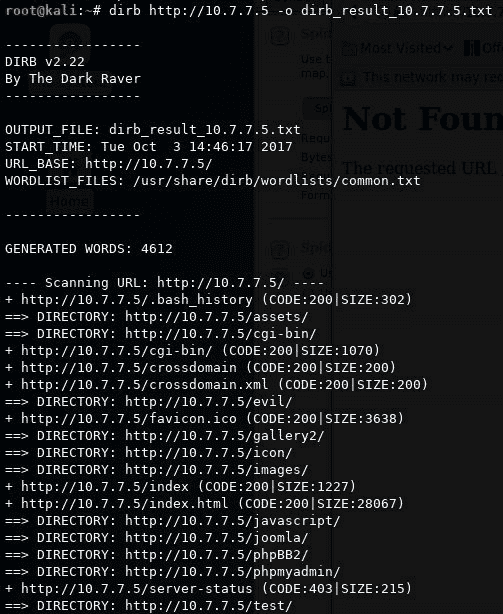 root@kali:~# dirb http://10.7.7.5 -o dirb_result_10.7.7.5.txt
-----------------
DIRB v2.22
By The Dark Raver
-----------------
OUTPUT_FILE: dirb_result_10.7.7.5.txt
START_TIME: Tue Oct  3 14:46:17 2017
URL_BASE: http://10.7.7.5/
WORDLIST_FILES: /usr/share/dirb/wordlists/common.txt
-----------------
GENERATED WORDS: 4612
---- Scanning URL: http://10.7.7.5/ ----
+ http://10.7.7.5/.bash_history (CODE:200|SIZE:302)
==> DIRECTORY: http://10.7.7.5/assets/
==> DIRECTORY: http://10.7.7.5/cgi-bin/
+ http://10.7.7.5/cgi-bin/ (CODE:200|SIZE:1070)
+ http://10.7.7.5/crossdomain (CODE:200|SIZE:200)
+ http://10.7.7.5/crossdomain.xml (CODE:200|SIZE:200)
==> DIRECTORY: http://10.7.7.5/evil/
+ http://10.7.7.5/favicon.ico (CODE:200|SIZE:3638)
==> DIRECTORY: http://10.7.7.5/gallery2/
==> DIRECTORY: http://10.7.7.5/icon/
==> DIRECTORY: http://10.7.7.5/images/
+ http://10.7.7.5/index (CODE:200|SIZE:1227)
+ http://10.7.7.5/index.html (CODE:200|SIZE:28067)
==> DIRECTORY: http://10.7.7.5/javascript/
==> DIRECTORY: http://10.7.7.5/joomla/
==> DIRECTORY: http://10.7.7.5/phpBB2/
==> DIRECTORY: http://10.7.7.5/phpmyadmin/
+ http://10.7.7.5/server-status (CODE:403|SIZE:215)
==> DIRECTORY: http://10.7.7.5/test/
Home
Use t
map.
Requ
Bytes
Form
Most Visited
This network may req
Not Foun
The requested URL